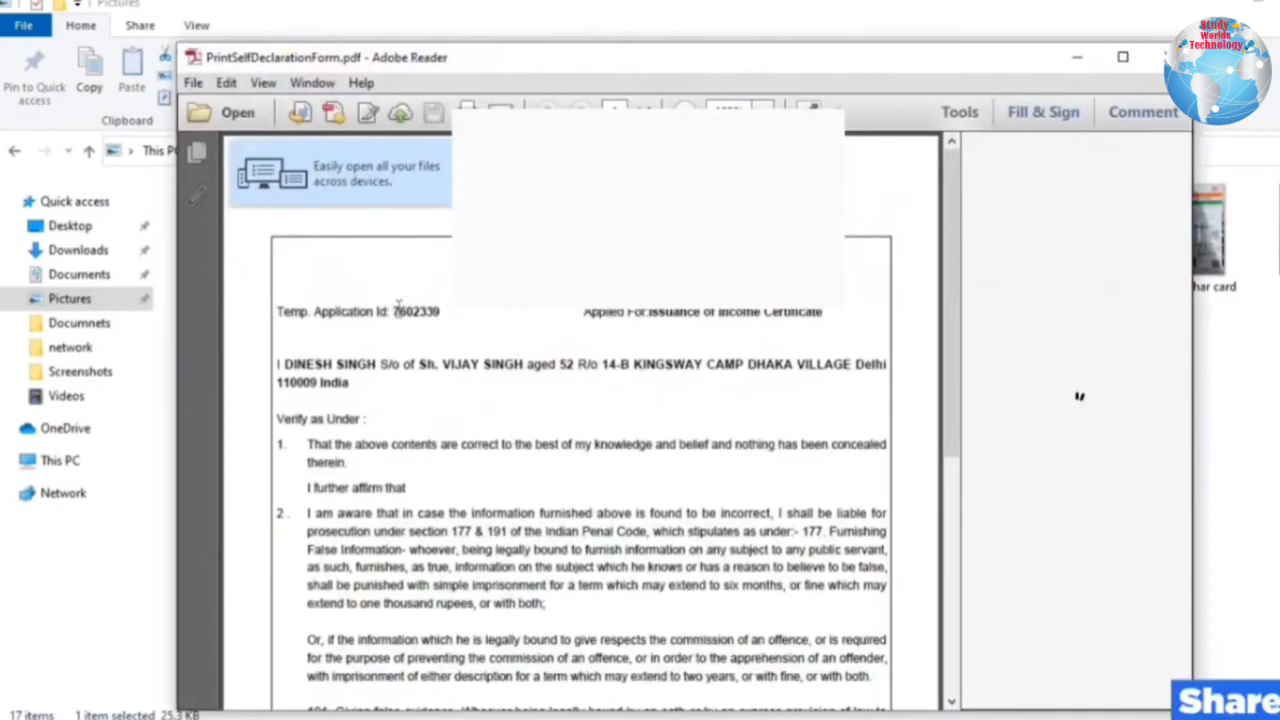 Pictures
File Home Share View
Study
Worlds
Technology
PrintSelfDeclarationForm.pdf - Adobe Reader
File Edit View Window Help
Pin to Quick
access
Copy
Paste
Clipboard
Open
Tools Fill & Sign Comment
This PC
Easily open all your files
across devices.
Quick access
Desktop
Downloads
Documents
Pictures
Documnets
network
Screenshots
Videos
OneDrive
This PC
Network
har card
Temp. Application Id: 7602339 Applied For:Issuance of Income Certificate
I DINESH SINGH S/o of Sh. VIJAY SINGH aged 52 R/o 14-B KINGSWAY CAMP DHAKA VILLAGE Delhi
110009 India
Verify as Under :
1. That the above contents are correct to the best of my knowledge and belief and nothing has been concealed
therein.
I further affirm that
2 . I am aware that in case the information furnished above is found to be incorrect, I shall be liable for
prosecution under section 177 & 191 of the Indian Penal Code, which stipulates as under:- 177. Furnishing
False Information- whoever, being legally bound to furnish information on any subject to any public servant,
as such, furnishes, as true, information on the subject which he knows or has a reason to believe to be false,
shall be punished with simple imprisonment for a term which may extend to six months, or fine which may
extend to one thousand rupees, or with both;
Or, if the information which he is legally bound to give respects the commission of an offence, or is required
for the purpose of preventing the commission of an offence, or in order to the apprehension of an offender,
with imprisonment of either description for a term which may extend to two years, or with fine, or with both.
17 items 1 item selected 25.3 KB
Share